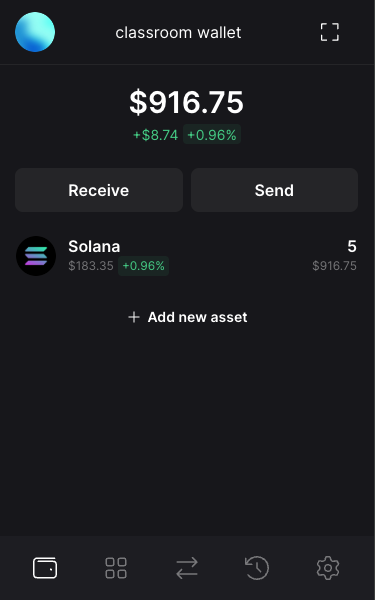 classroom wallet
$916.75
+$8.74 +0.96%
Receive Send
Solana 5
$183.35 +0.96% $916.75
+ Add new asset